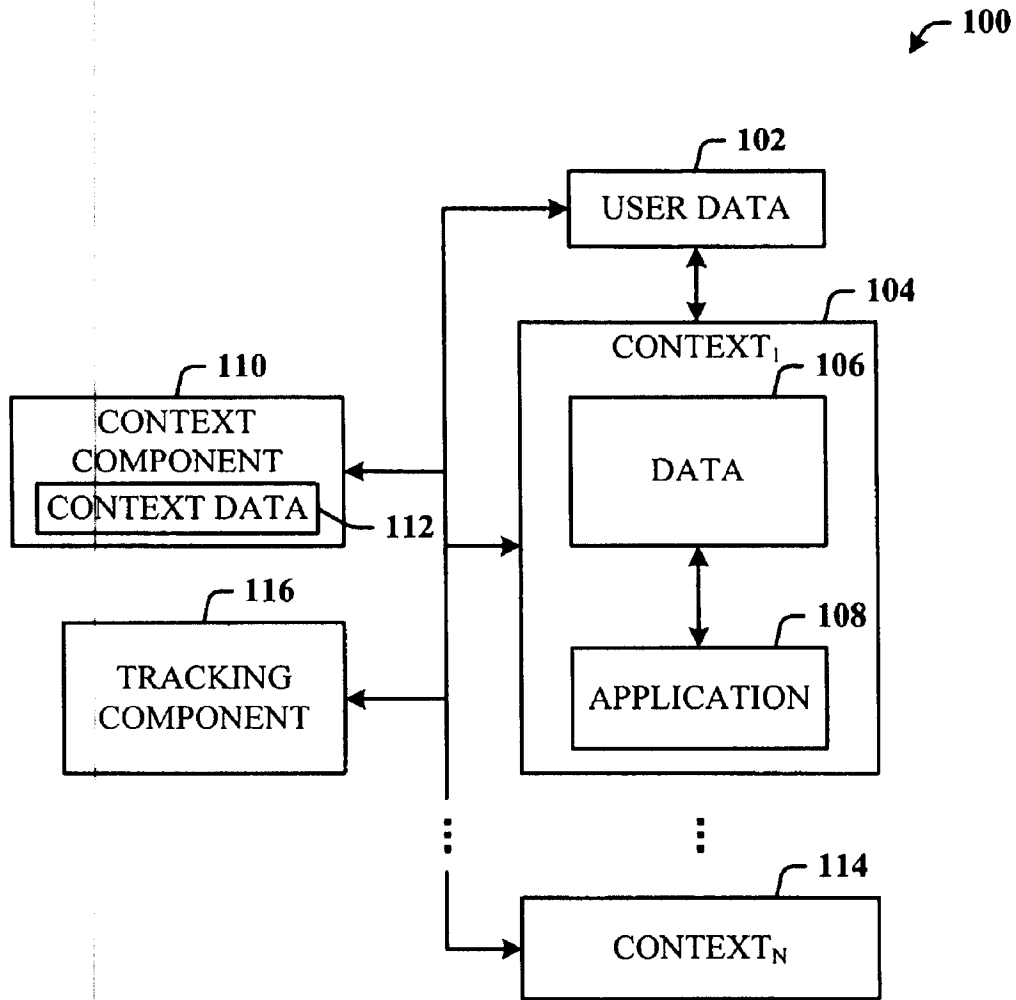 100
102
USER DATA
104
CONTEXT1
106
DATA
108
APPLICATION
110
CONTEXT
COMPONENT
CONTEXT DATA
112
116
TRACKING
COMPONENT
114
CONTEXTN